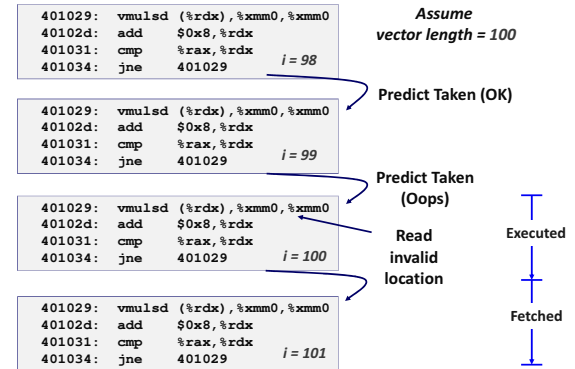 401029: vmulsd (%rdx),%xmm0,%xmm0
40102d: add $0x8,%rdx
401031: cmp %rax,%rdx
401034: jne 401029 i = 98
Assume
vector length = 100
Predict Taken (OK)
401029: vmulsd (%rdx),%xmm0,%xmm0
40102d: add $0x8,%rdx
401031: cmp %rax,%rdx
401034: jne 401029 i = 99
Predict Taken
(Oops)
401029: vmulsd (%rdx),%xmm0,%xmm0
40102d: add $0x8,%rdx
401031: cmp %rax,%rdx
401034: jne 401029 i = 100
Read
invalid
location
Executed
401029: vmulsd (%rdx),%xmm0,%xmm0
40102d: add $0x8,%rdx
401031: cmp %rax,%rdx
401034: jne 401029 i = 101
Fetched